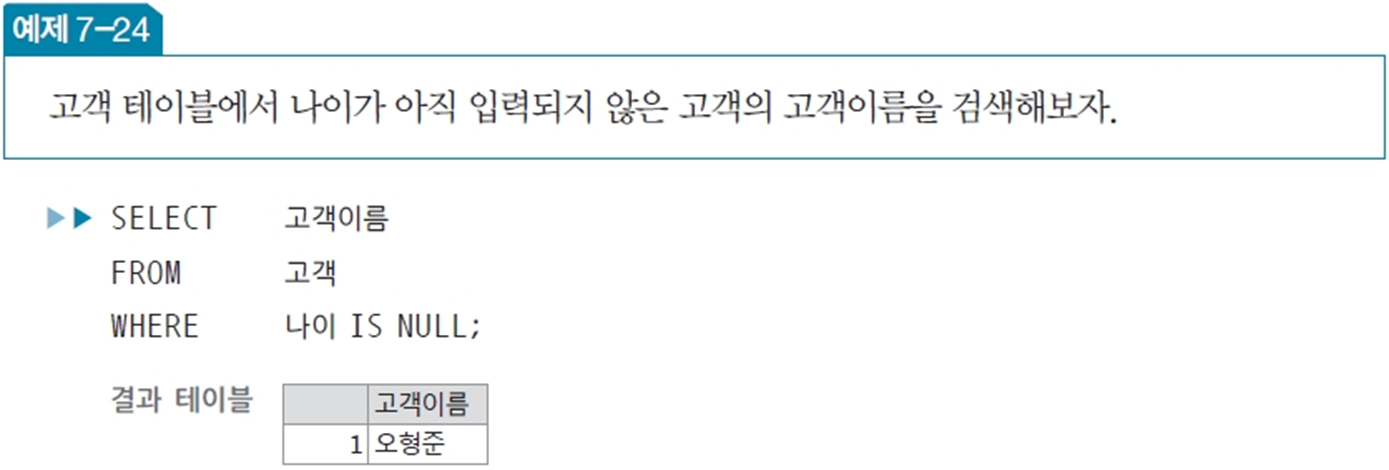 예제 7-24
고객 테이블에서 나이가 아직 입력되지 않은 고객의 고객이름을 검색해보자.
▶▶ SELECT 고객이름
FROM 고객
WHERE 나이 IS NULL;
결과 테이블
고객이름
1 오형준